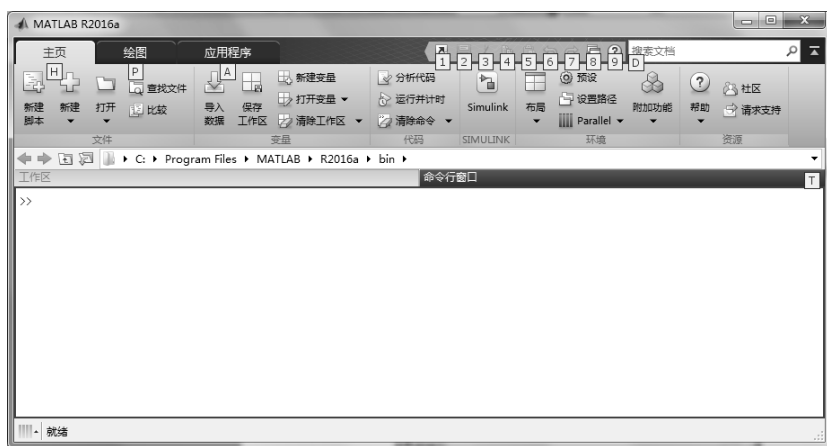 MATLAB R2016a
主页 绘图 应用程序
搜索文档
H P A 1 2 3 4 5 6 7 8 9 D
新建脚本
新建
打开
查找文件
比较
导入数据
保存工作区
新建变量
打开变量
清除工作区
分析代码
运行并计时
清除命令
Simulink
布局
预设
设置路径
Parallel
附加功能
帮助
社区
请求支持
文件 变量 代码 SIMULINK 环境 资源
C: Program Files MATLAB R2016a bin
工作区 命令行窗口 T
>>
就绪